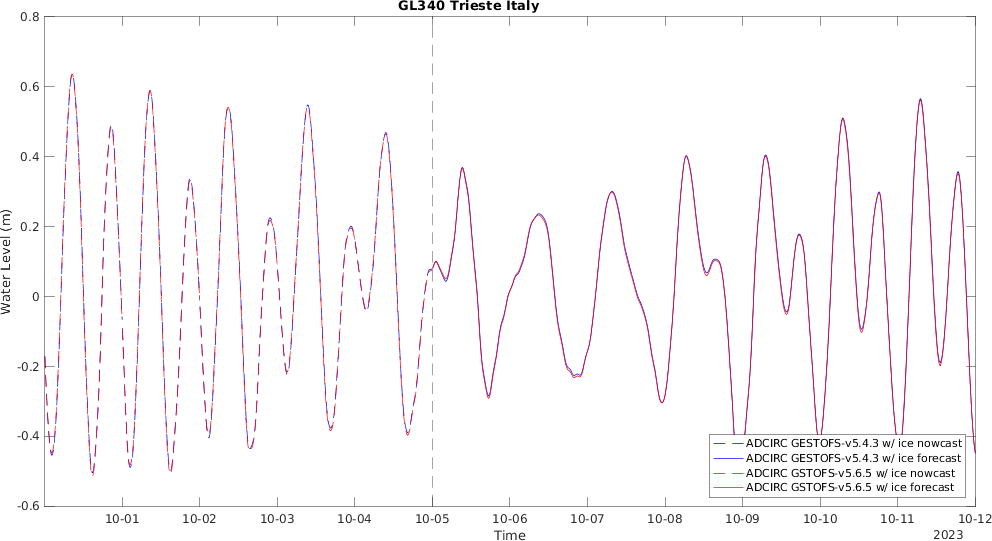 GL340 Trieste Italy
Water Level (m)
0.8
0.6
0.4
0.2
0
-0.2
-0.4
-0.6
ADCIRC GESTOFS-v5.4.3 w/ ice nowcast
ADCIRC GESTOFS-v5.4.3 w/ ice forecast
ADCIRC GSTOFS-v5.6.5 w/ ice nowcast
ADCIRC GSTOFS-v5.6.5 w/ ice forecast
10-01 10-02 10-03 10-04 10-05 10-06 10-07 10-08 10-09 10-10 10-11 10-12
Time
2023